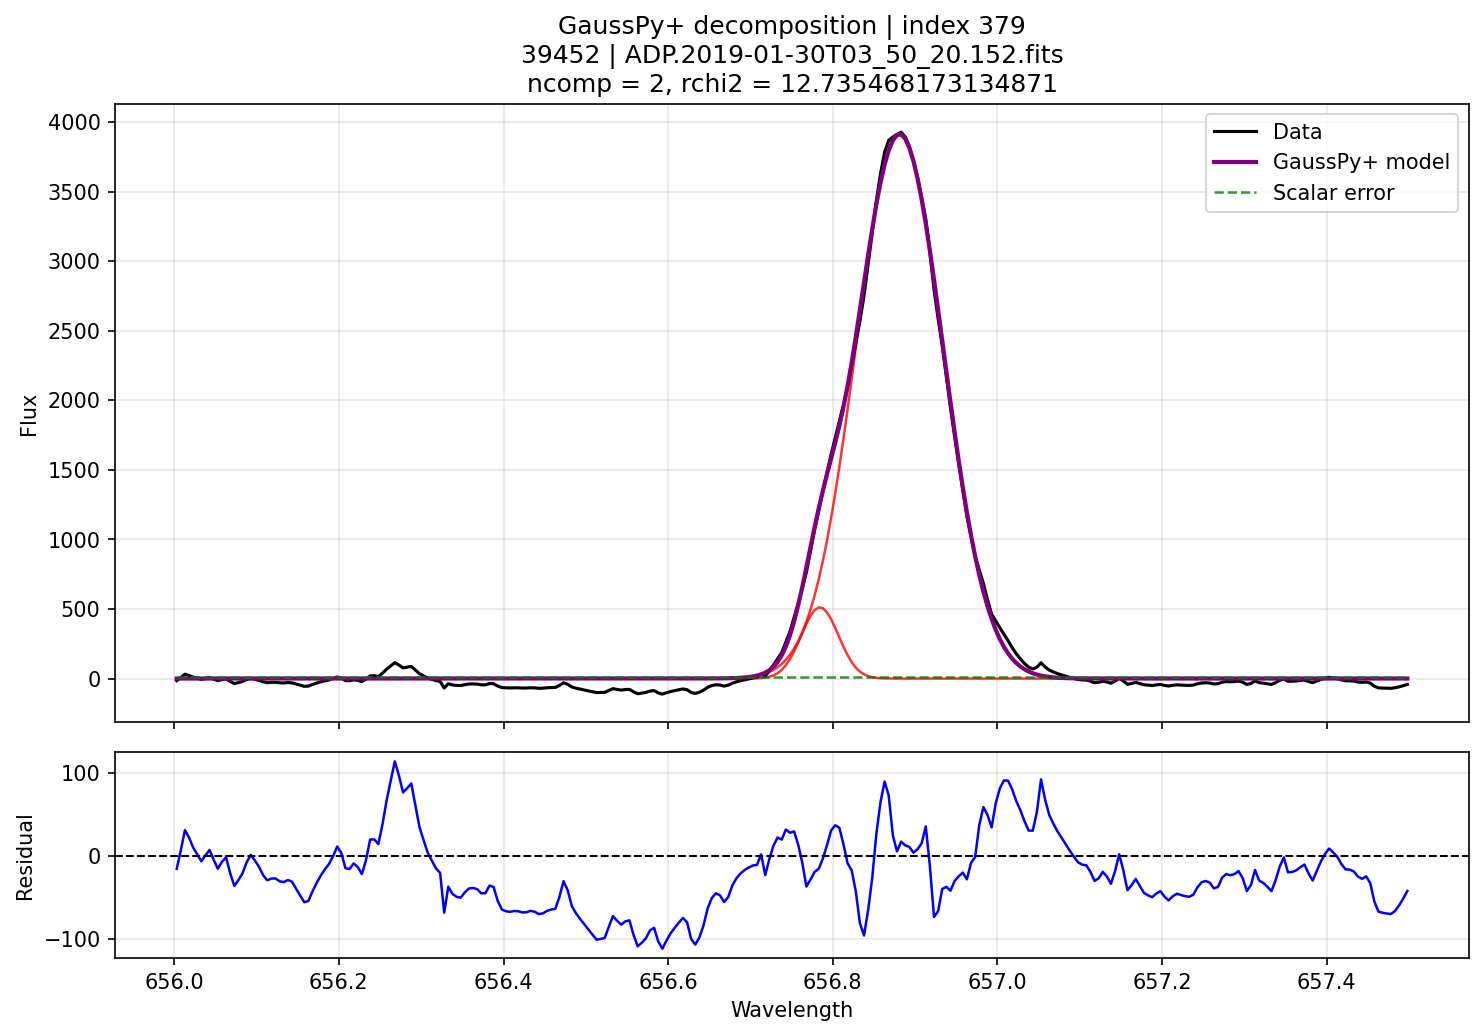 GaussPy+ decomposition | index 379
39452 | ADP.2019-01-30T03_50_20.152.fits
ncomp = 2, rchi2 = 12.735468173134871
Data
GaussPy+ model
Scalar error
Flux
4000
3500
3000
2500
2000
1500
1000
500
0
Residual
100
0
−100
656.0 656.2 656.4 656.6 656.8 657.0 657.2 657.4
Wavelength